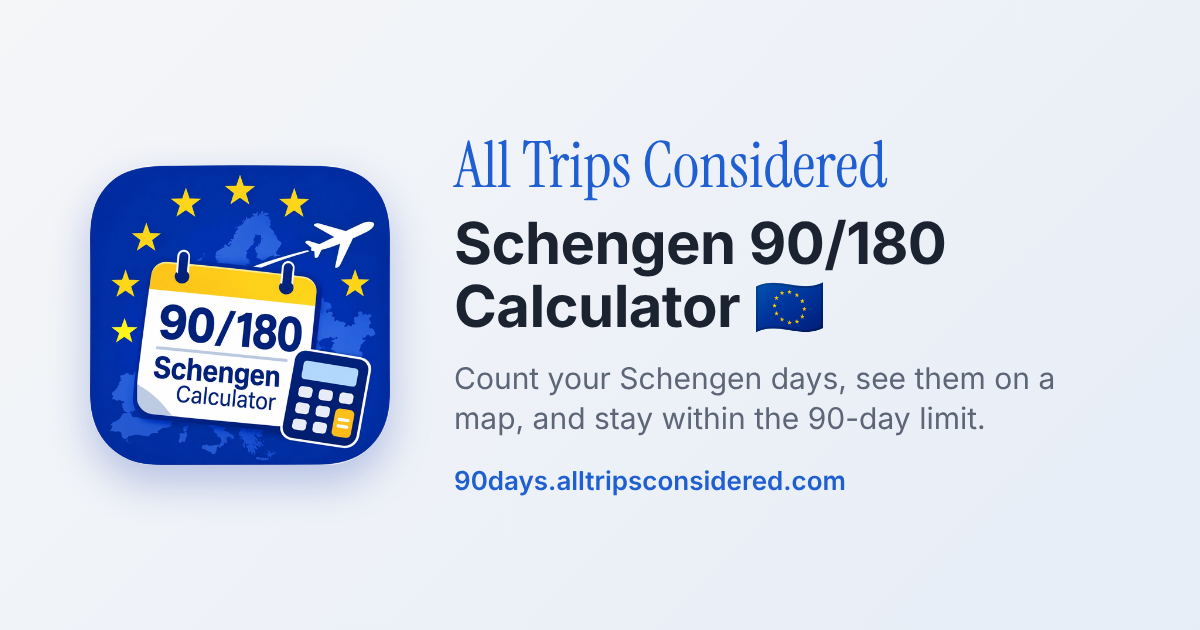 90/180
Schengen
Calculator
All Trips Considered
Schengen 90/180
Calculator 🇪🇺
Count your Schengen days, see them on a
map, and stay within the 90-day limit.
90days.alltripsconsidered.com